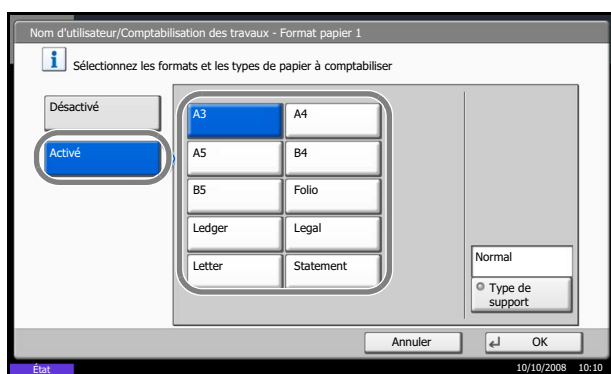 Nom d'utilisateur/Comptabilisation des travaux - Format papier 1
i Sélectionnez les formats et les types de papier à comptabiliser
Désactivé
Activé
A3 A4
A5 B4
B5 Folio
Ledger Legal
Letter Statement
Normal
Type de
support
Annuler OK
État 10/10/2008 10:10